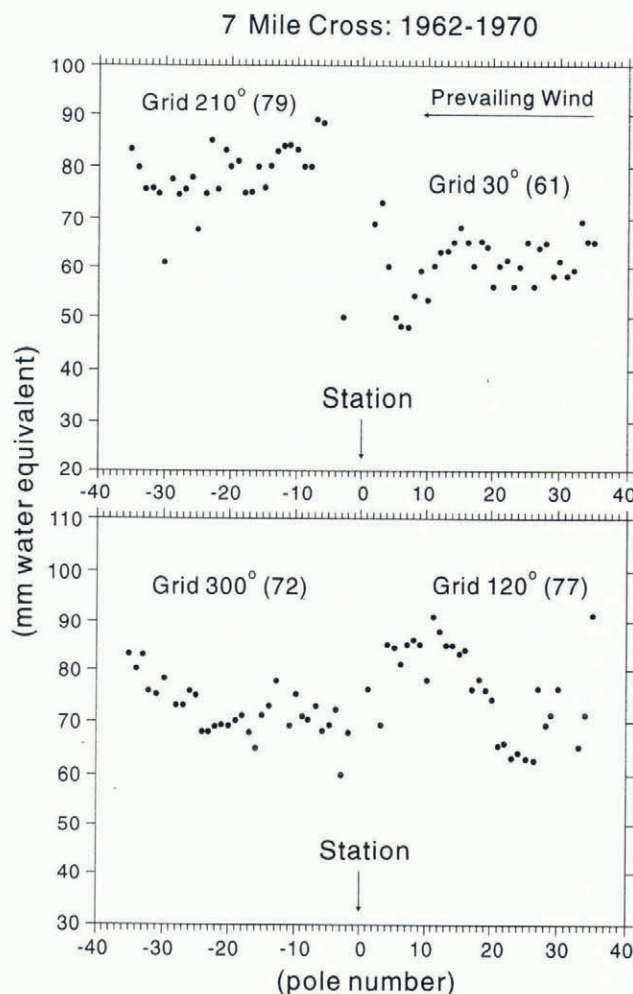 7 Mile Cross: 1962-1970
100
90
80
70
60
50
40
30
20
Grid 210° (79)
Prevailing Wind
Grid 30° (61)
Station
-40 -30 -20 -10 0 10 20 30 40
(mm water equivalent)
110
100
90
80
70
60
50
40
30
Grid 300° (72)
Grid 120° (77)
Station
-40 -30 -20 -10 0 10 20 30 40
(pole number)